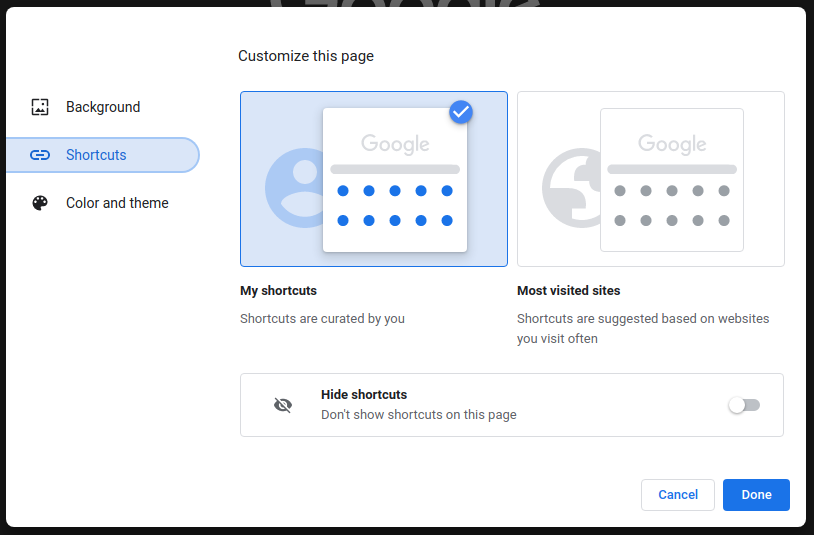 Google
Customize this page
Background
Shortcuts
Color and theme
Google
Google
My shortcuts
Shortcuts are curated by you
Most visited sites
Shortcuts are suggested based on websites
you visit often
Hide shortcuts
Don't show shortcuts on this page
Cancel
Done